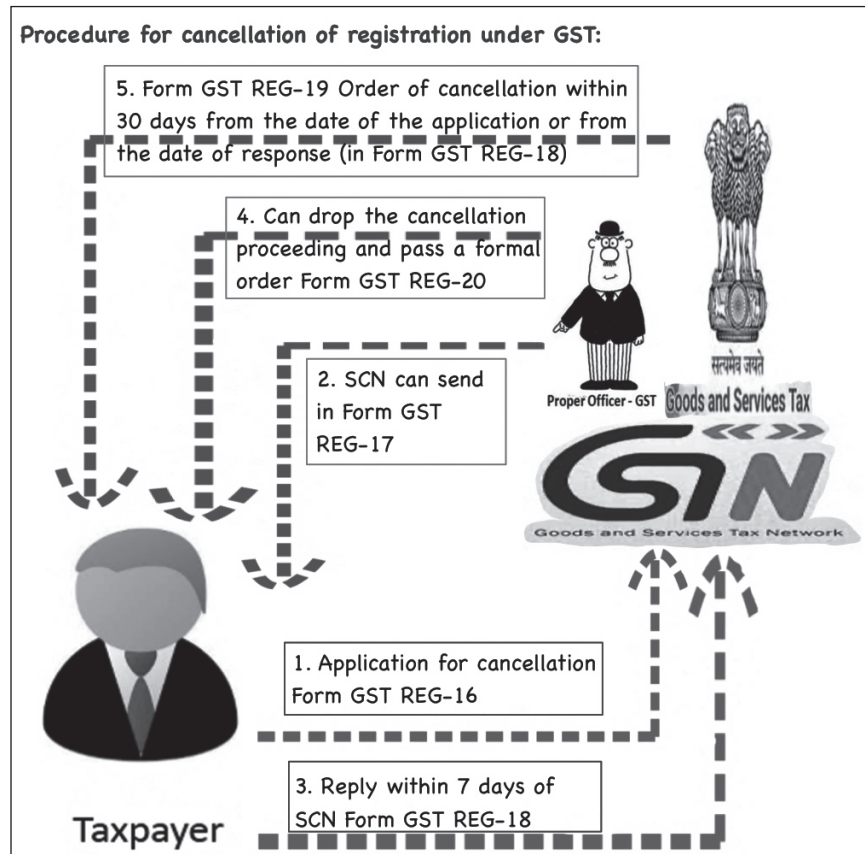 Procedure for cancellation of registration under GST:
5. Form GST REG-19 Order of cancellation within
30 days from the date of the application or from
the date of response (in Form GST REG-18)
4. Can drop the cancellation
proceeding and pass a formal
order Form GST REG-20
2. SCN can send
in Form GST
REG-17
सत्यमेव जयते
Proper Officer - GST
Goods and Services Tax
GSTN
Goods and Services Tax Network
1. Application for cancellation
Form GST REG-16
3. Reply within 7 days of
SCN Form GST REG-18
Taxpayer